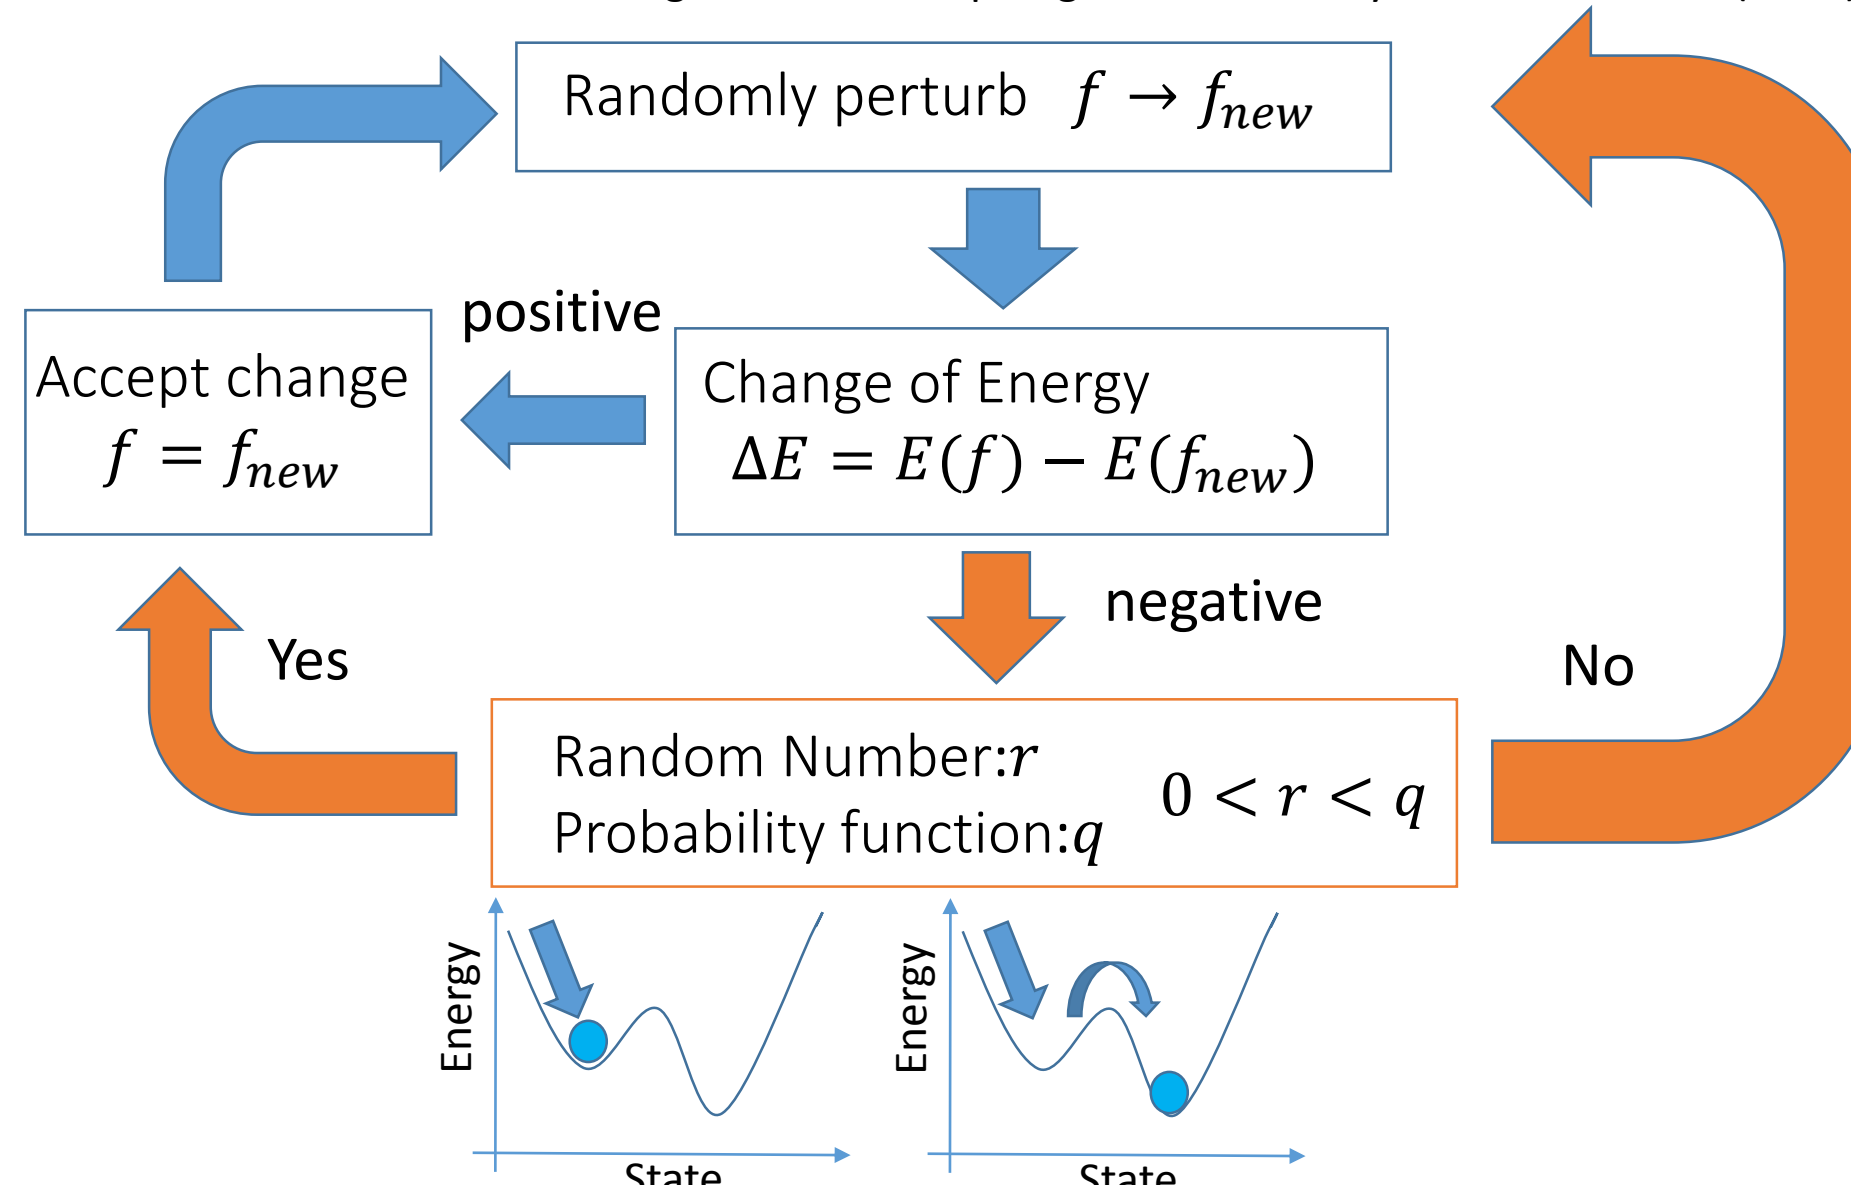 Randomly perturb f → f_new
positive
Accept change
f = f_new
Change of Energy
ΔE = E(f) − E(f_new)
negative
Yes
No
Random Number:r
Probability function:q
0 < r < q
Energy
State
Energy
State